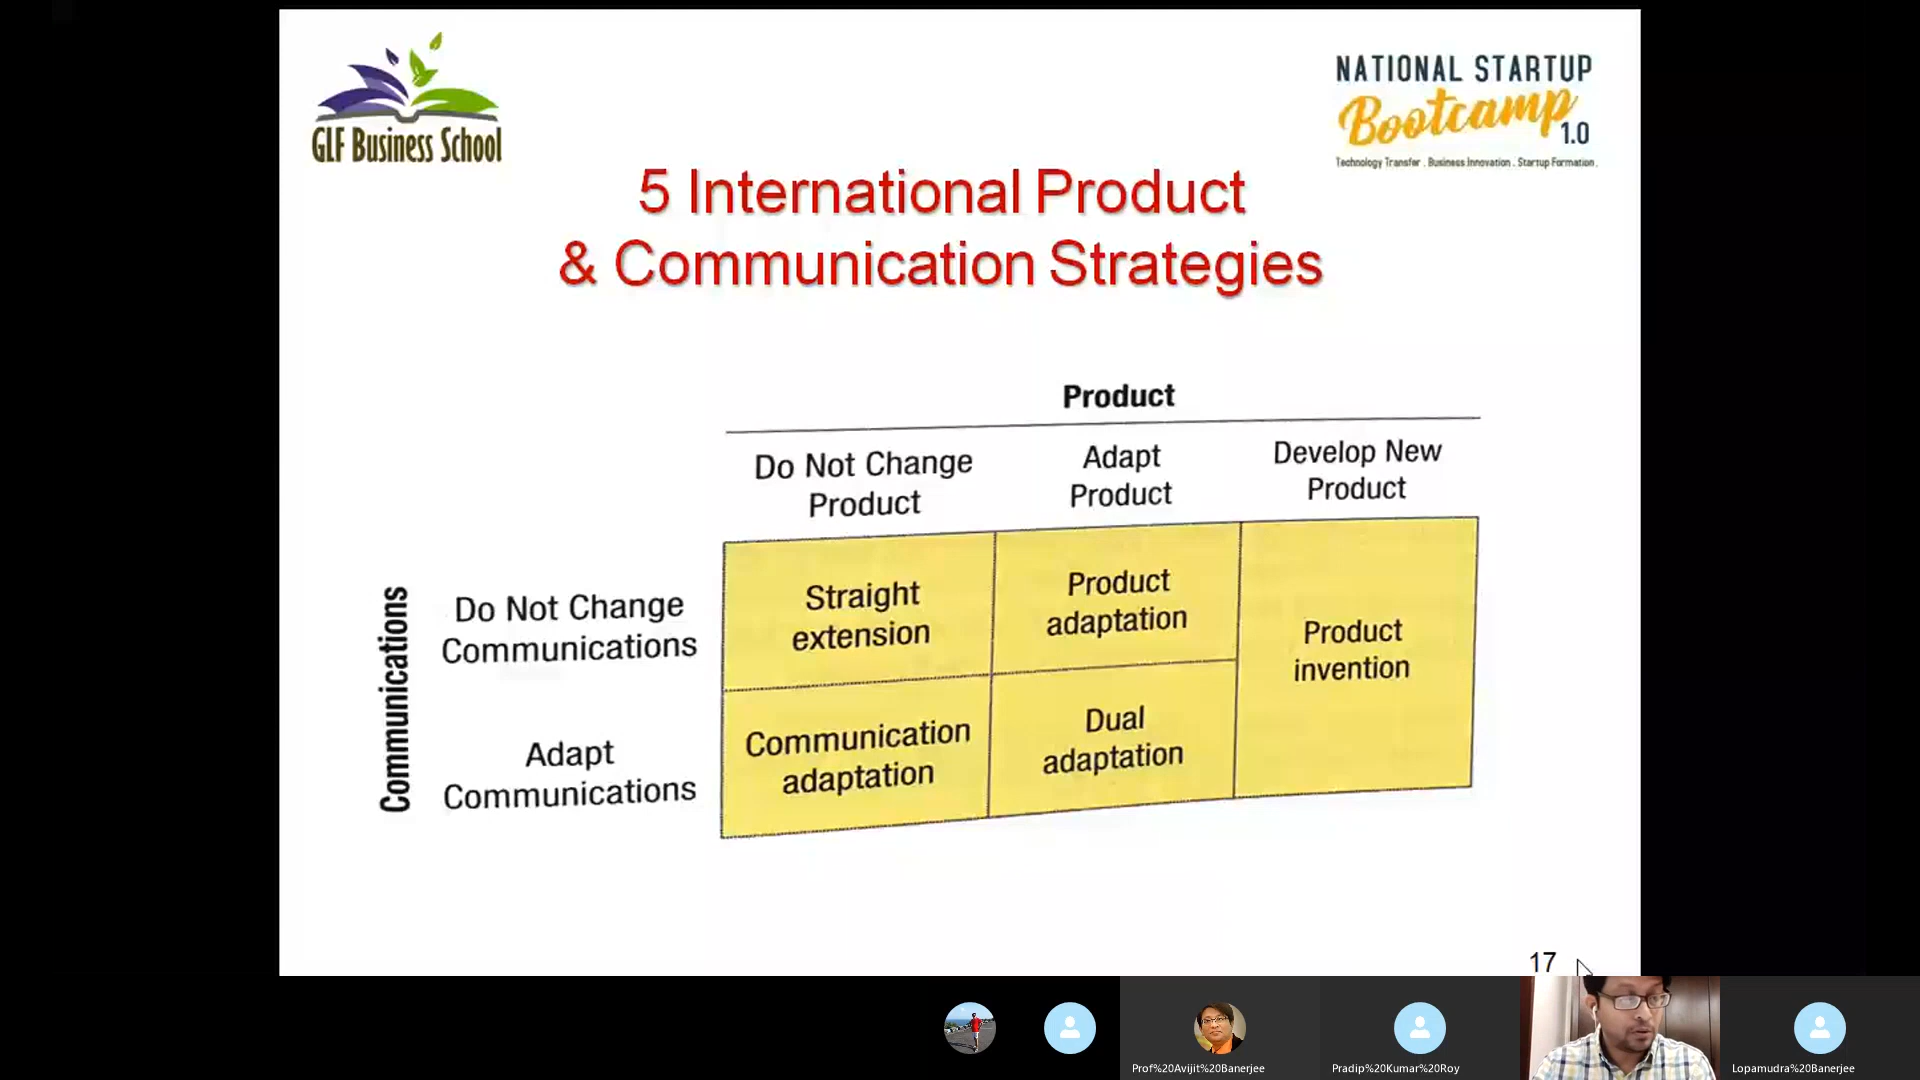 GLF Business School
NATIONAL STARTUP
Bootcamp
1.0
Technology Transfer . Business Innovation . Startup Formation .
5 International Product
& Communication Strategies
Product
Do Not Change
Product
Adapt
Product
Develop New
Product
Communications
Do Not Change
Communications
Straight
extension
Product
adaptation
Product
invention
Adapt
Communications
Communication
adaptation
Dual
adaptation
17
Prof%20Avijit%20Banerjee
Pradip%20Kumar%20Roy
Lopamudra%20Banerjee